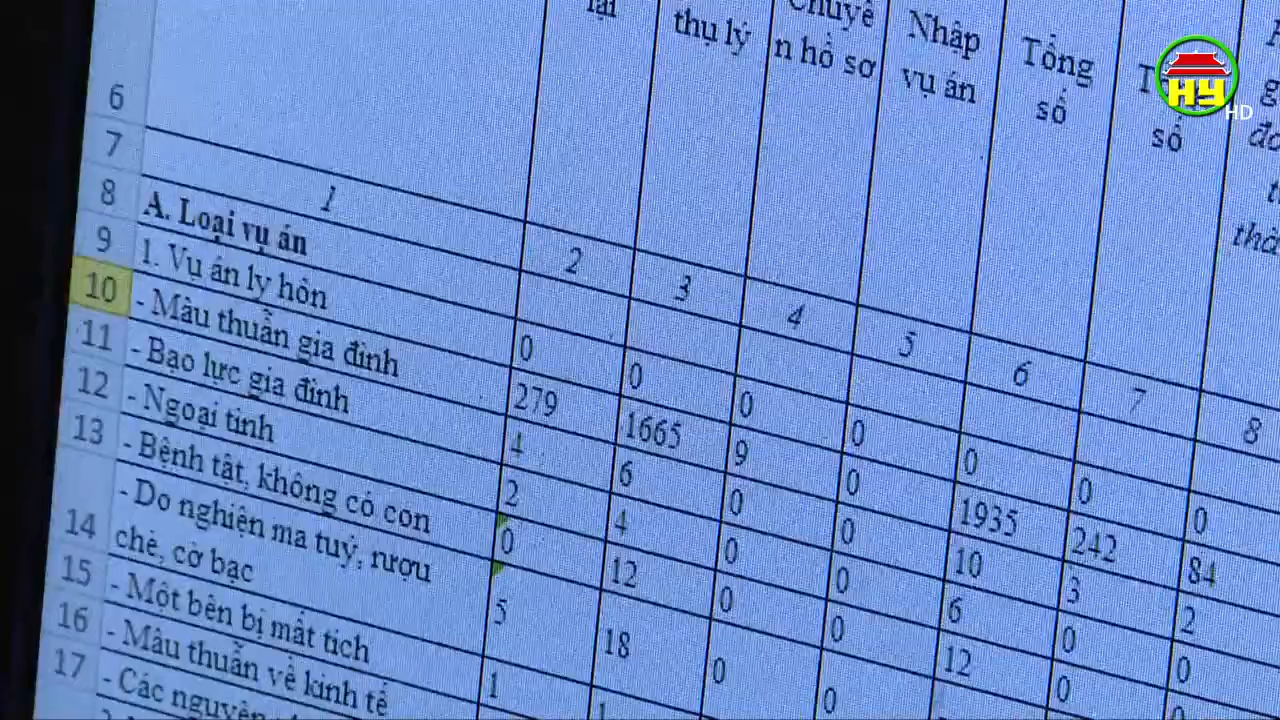 lại thụ lý Chuyể n hồ sơ Nhập vụ án Tổng số số
HY HD
6
7 1 2 3 4 5 6 7 8
8 A. Loại vụ án
9 1. Vụ án ly hôn 0 0 0 0 0 0 0
10 - Mâu thuẫn gia đình 279 1665 9 0 1935 242 84
11 - Bạo lực gia đình 4 6 0 0 10 3 2
12 - Ngoại tình 2 4 0 0 6 0 0
13 - Bệnh tật, không có con 0 12 0 0 12 0
14 - Do nghiện ma tuý, rượu chè, cờ bạc 5 18 0 0
15 - Một bên bị mất tích 1
16 - Mâu thuẫn về kinh tế
17 - Các nguyên